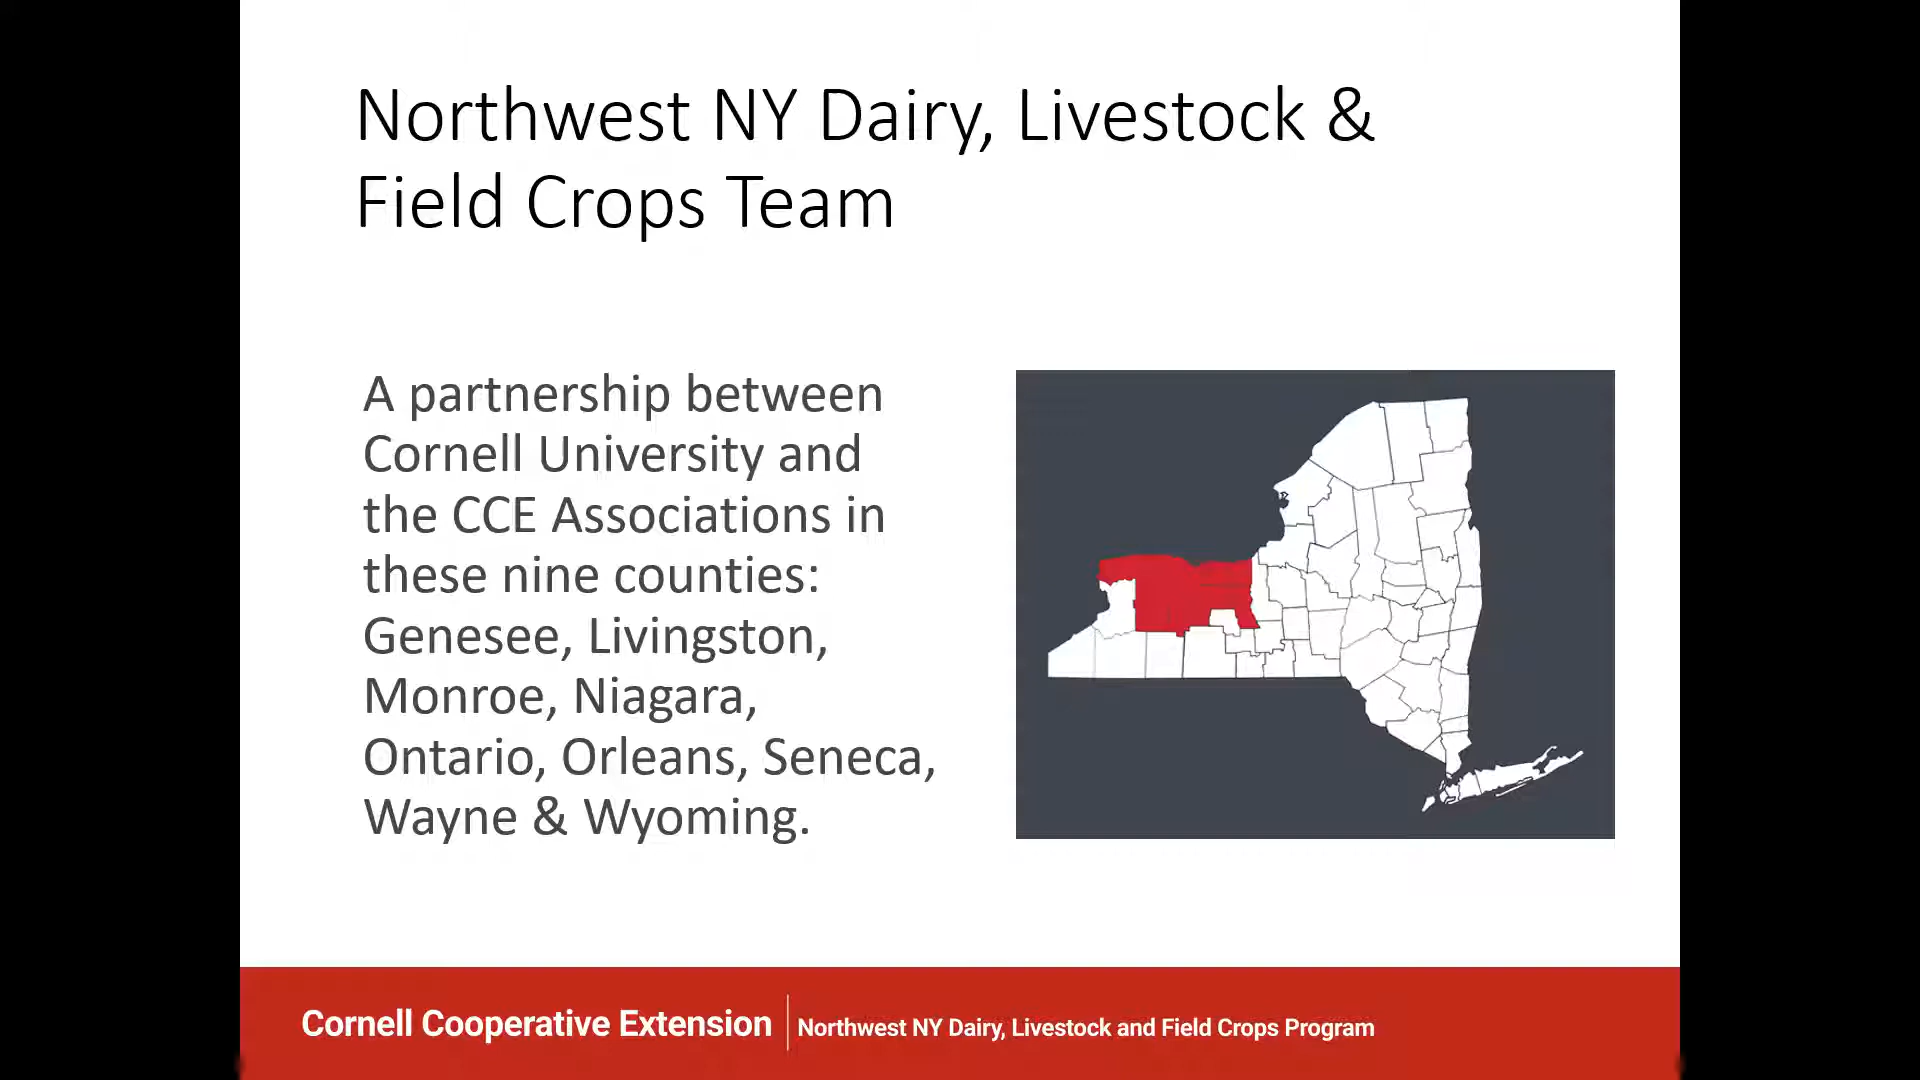 Northwest NY Dairy, Livestock &
Field Crops Team
A partnership between
Cornell University and
the CCE Associations in
these nine counties:
Genesee, Livingston,
Monroe, Niagara,
Ontario, Orleans, Seneca,
Wayne & Wyoming.
Cornell Cooperative Extension | Northwest NY Dairy, Livestock and Field Crops Program